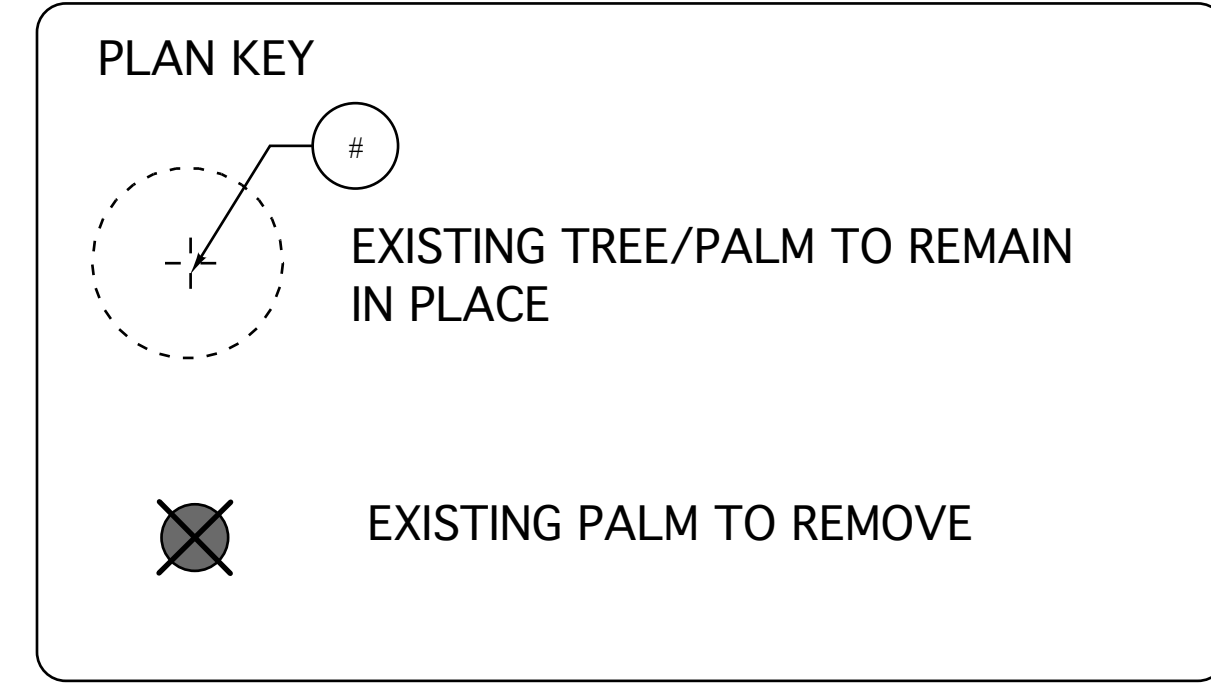 PLAN KEY
#
EXISTING TREE/PALM TO REMAIN
IN PLACE
EXISTING PALM TO REMOVE